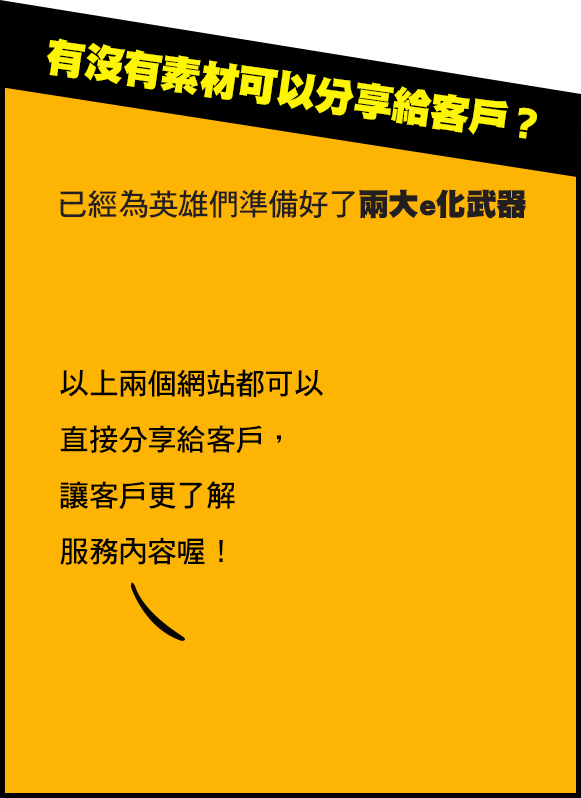 有沒有素材可以分享給客戶？
已經為英雄們準備好了兩大e化武器
以上兩個網站都可以
直接分享給客戶，
讓客戶更了解
服務內容喔！